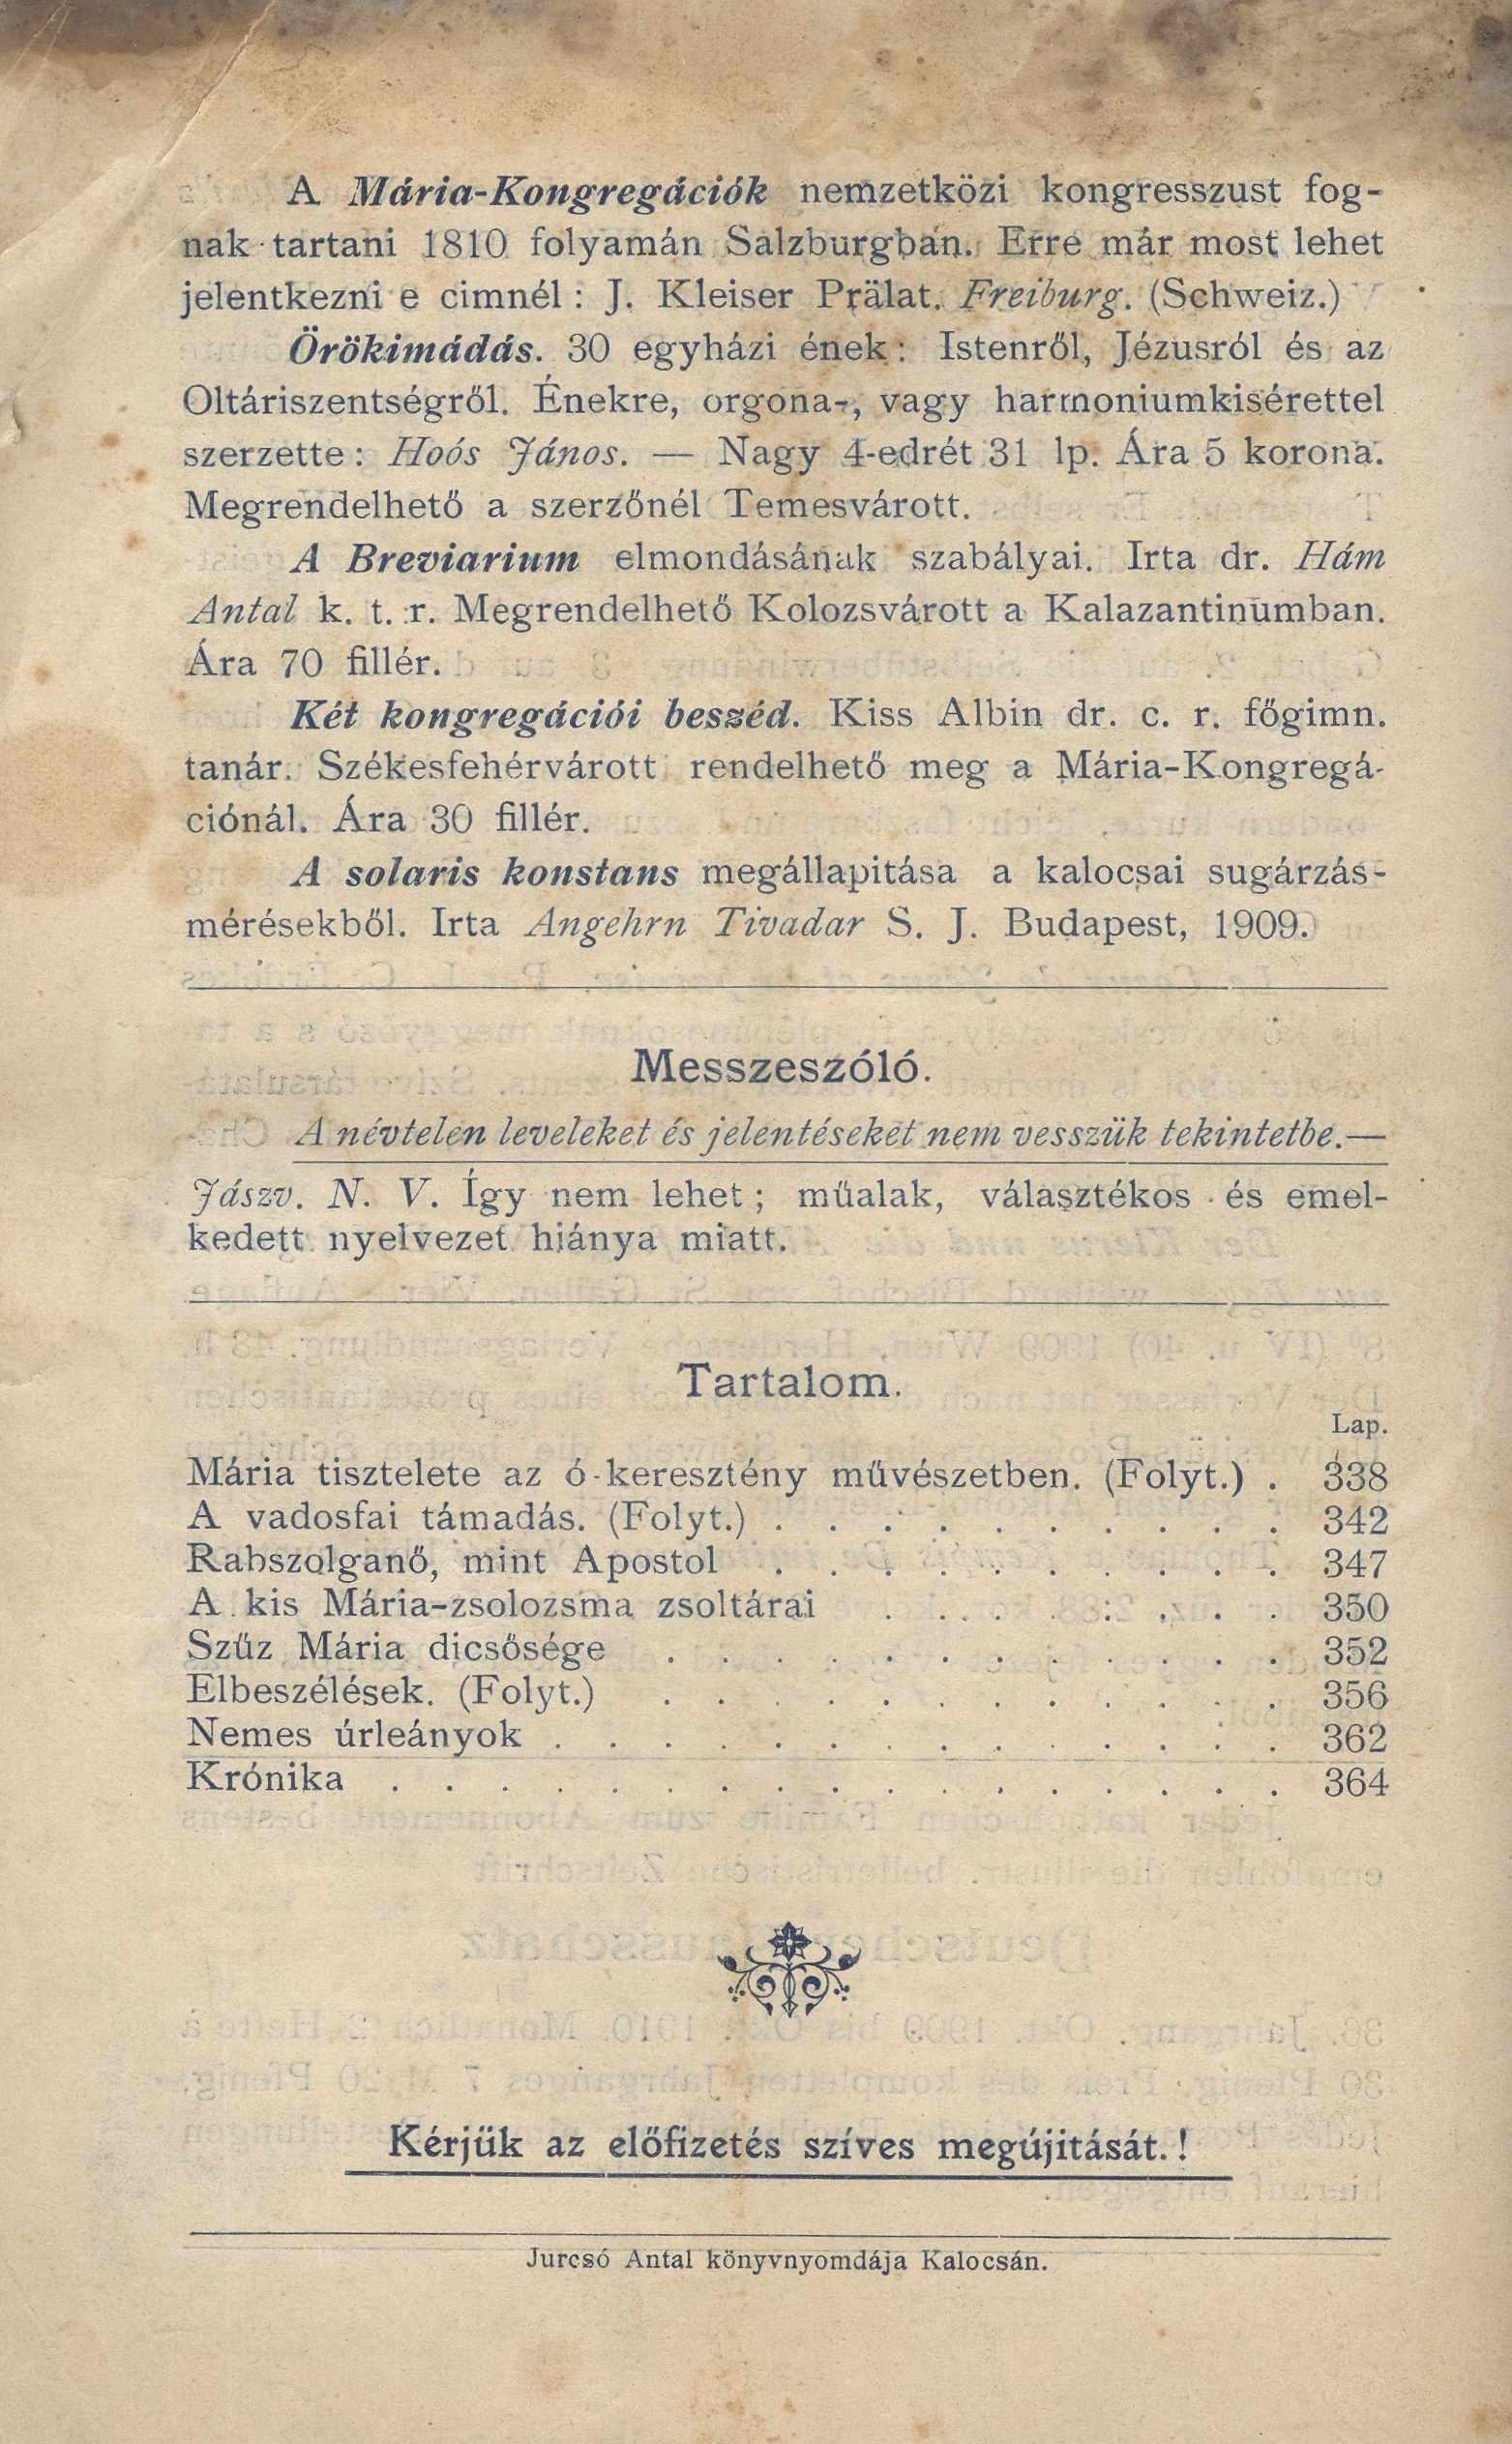 A Mária-Kongregációk nemzetközi kongresszust fog-
nak tartani 1810 folyamán Salzburgban. Erre már most lehet
jelentkezni e cimnél: J. Kleiser Prälat. Freiburg. (Schweiz.)
Örökimádás. 30 egyházi ének: Istenről, Jézusról és az
Oltáriszentségről. Énekre, orgona-, vagy harmoniumkisérettel
szerzette: Hoós János. — Nagy 4-edrét 31 lp. Ára 5 korona.
Megrendelhető a szerzőnél Temesvárott.
A Breviarium elmondásának szabályai. Irta dr. Hám
Antal k. t. r. Megrendelhető Kolozsvárott a Kalazantinumban.
Ára 70 fillér.
Két kongregációi beszéd. Kiss Albin dr. c. r. főgimn.
tanár. Székesfehérvárott rendelhető meg a Mária-Kongregá-
ciónál. Ára 30 fillér.
A solaris konstans megállapitása a kalocsai sugárzás-
mérésekből. Irta Angehrn Tivadar S. J. Budapest, 1909.
Messzeszóló.
A névtelen leveleket és jelentéseket nem vesszük tekintetbe.—
Jászv. N. V. Így nem lehet; műalak, választékos és emel-
kedett nyelvezet hiánya miatt.
Tartalom.
Lap.
Mária tisztelete az ó-keresztény művészetben. (Folyt.) . 338
A vadosfai támadás. (Folyt.) . . . . . . . . . . 342
Rabszolganő, mint Apostol . . . . . . . . . . 347
A kis Mária-zsolozsma zsoltárai . . . . . . . . 350
Szűz Mária dicsősége . . . . . . . . . . . . 352
Elbeszélések. (Folyt.) . . . . . . . . . . . . 356
Nemes úrleányok . . . . . . . . . . . . . . 362
Krónika . . . . . . . . . . . . . . . . . 364
Kérjük az előfizetés szíves megújitását.!
Jurcsó Antal könyvnyomdája Kalocsán.